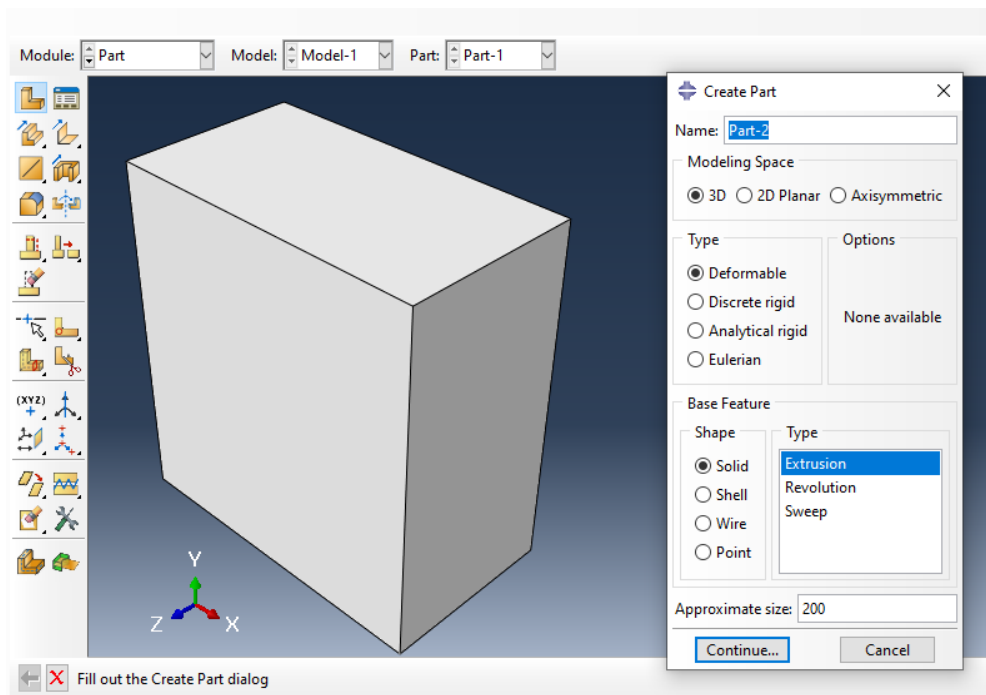 Module: Part Model: Model-1 Part: Part-1
Create Part
Name: Part-2
Modeling Space
3D 2D Planar Axisymmetric
Type Options
Deformable
Discrete rigid
Analytical rigid
Eulerian
None available
Base Feature
Shape Type
Solid
Shell
Wire
Point
Extrusion
Revolution
Sweep
Approximate size: 200
Continue... Cancel
(XYZ)
Y
Z X
Fill out the Create Part dialog